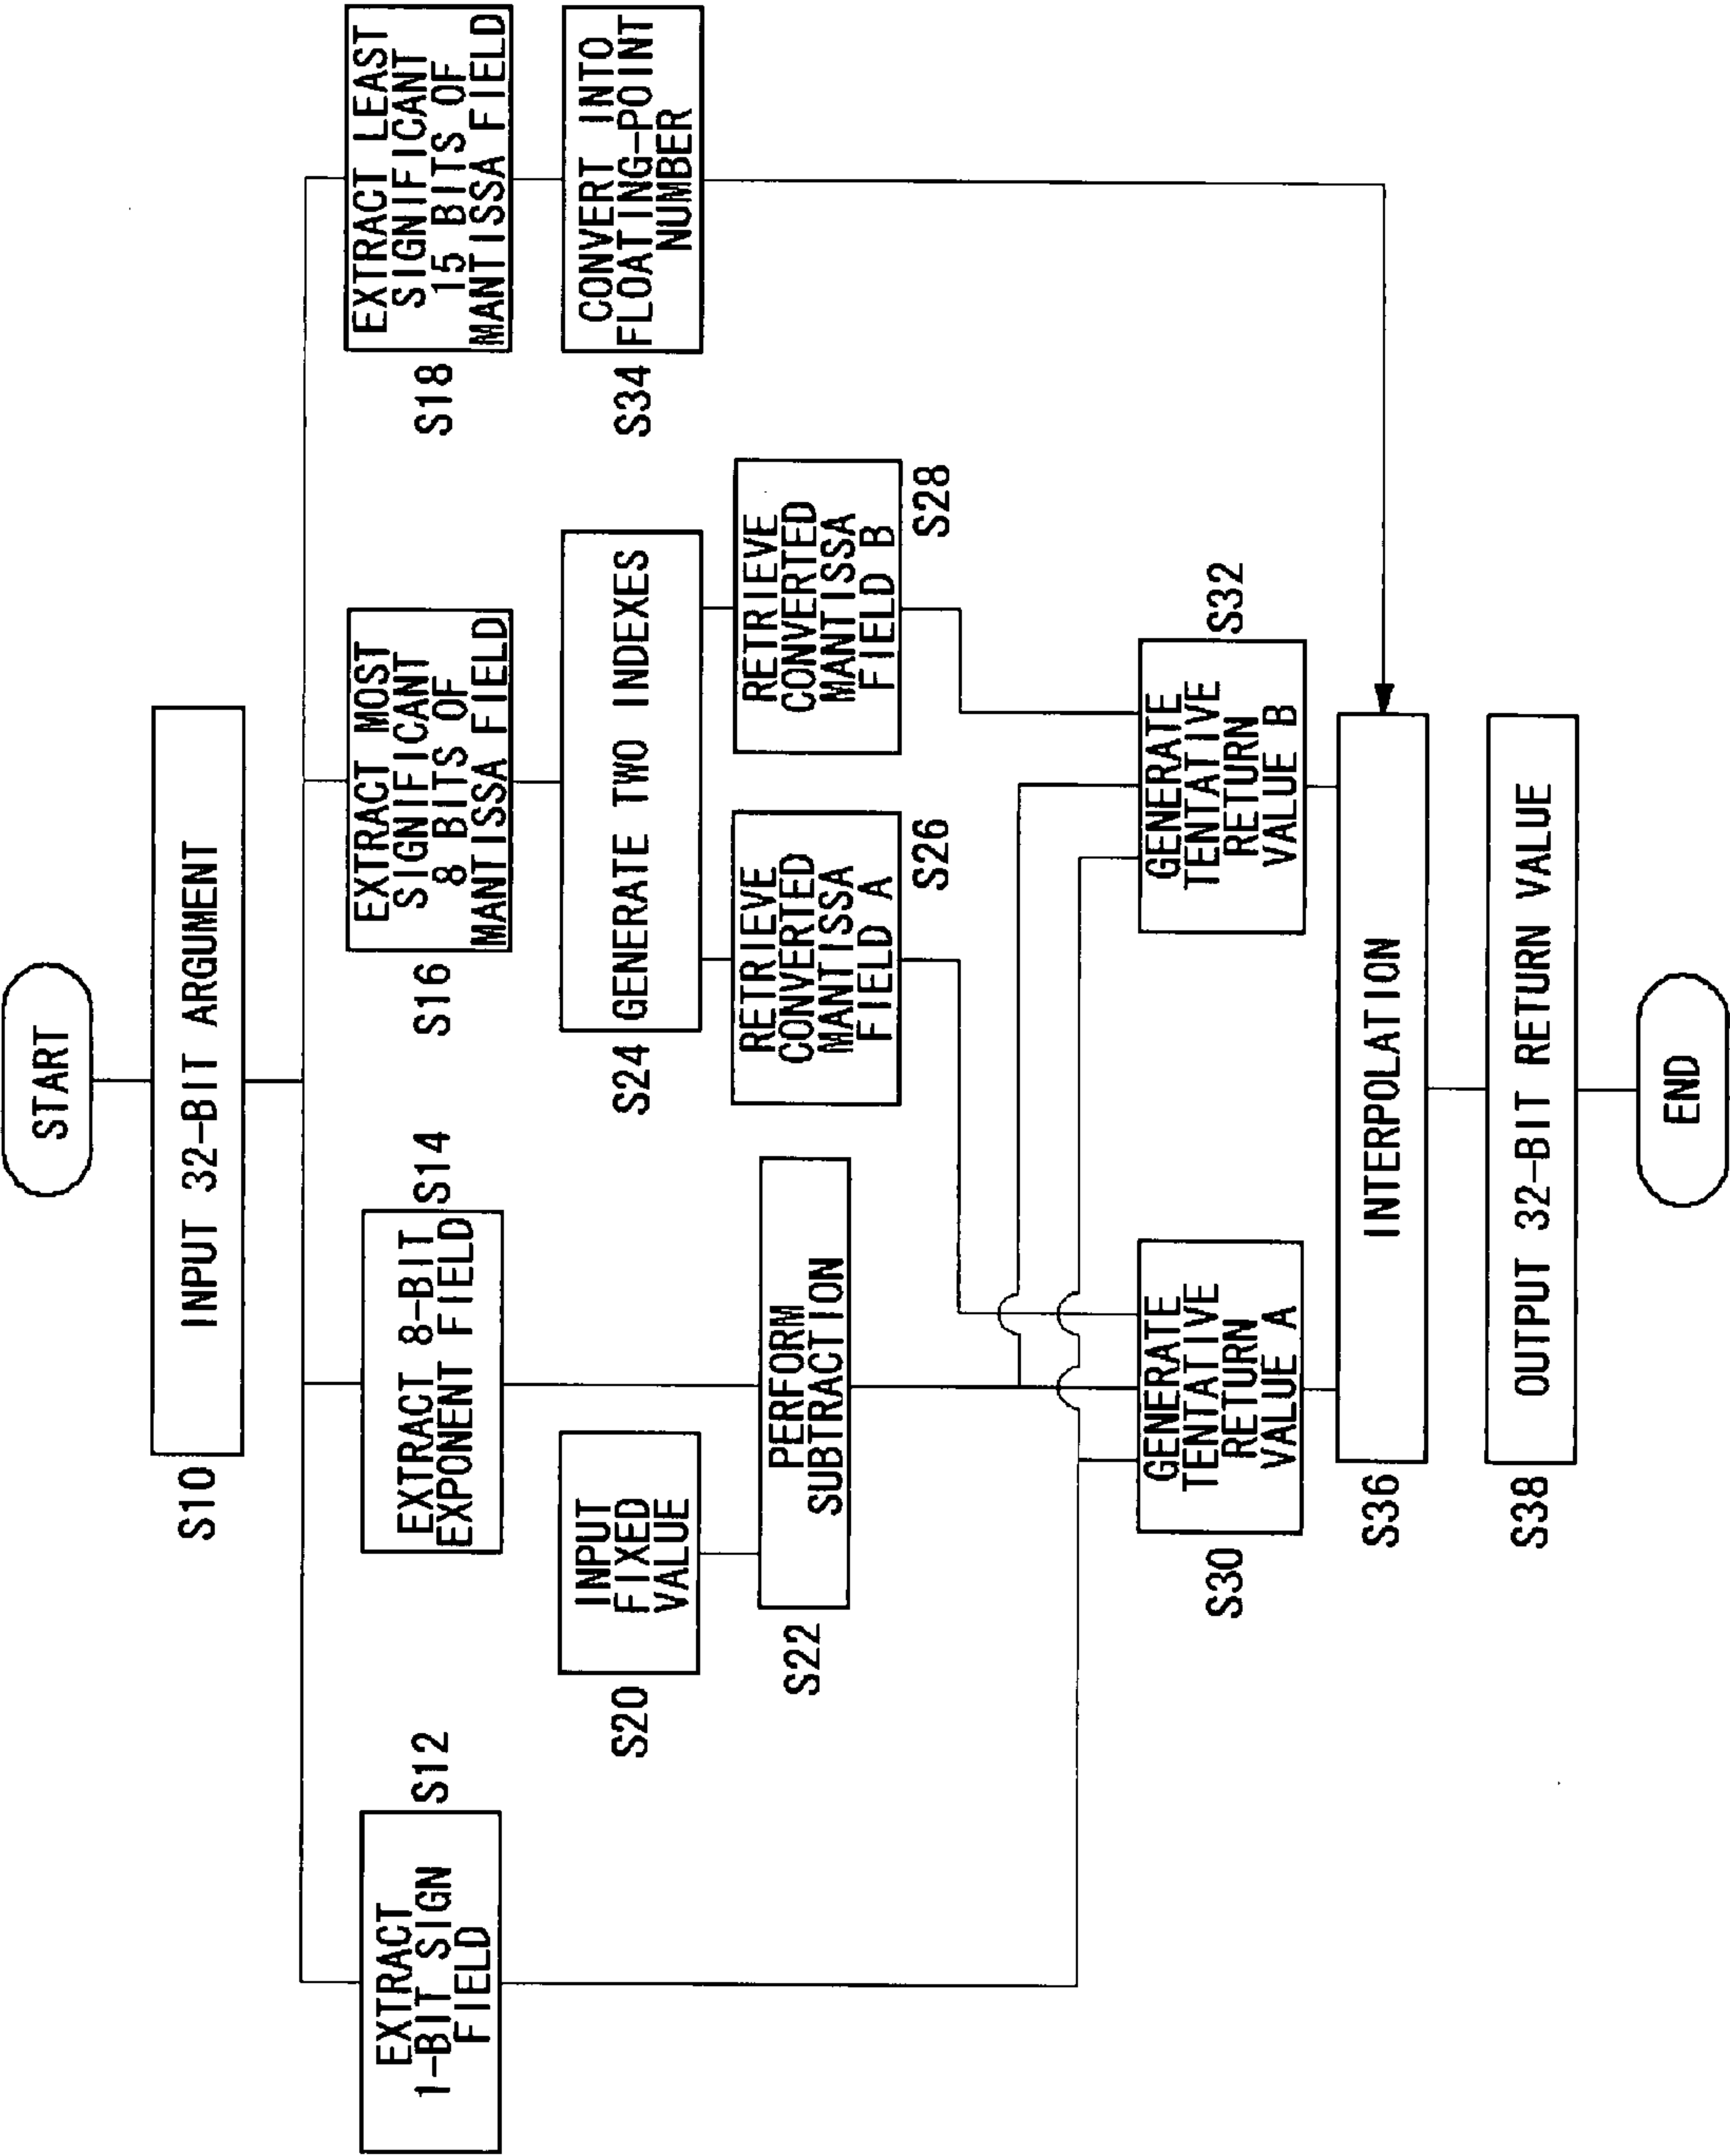 START
S10
INPUT 32-BIT ARGUMENT
EXTRACT
1-BIT SIGN
FIELD
S12
EXTRACT 8-BIT
EXPONENT FIELD
S14
S16
EXTRACT MOST
SIGNIFICANT
8 BITS OF
MANTISSA FIELD
S18
EXTRACT LEAST
SIGNIFICANT
15 BITS OF
MANTISSA FIELD
S20
INPUT
FIXED
VALUE
S24
GENERATE TWO INDEXES
S34
CONVERT INTO
FLOATING-POINT
NUMBER
S22
PERFORM
SUBTRACTION
RETRIEVE
CONVERTED
MANTISSA
FIELD A
S26
RETRIEVE
CONVERTED
MANTISSA
FIELD B
S28
S30
GENERATE
TENTATIVE
RETURN
VALUE A
GENERATE
TENTATIVE
RETURN
VALUE B
S32
S36
INTERPOLATION
S38
OUTPUT 32-BIT RETURN VALUE
END